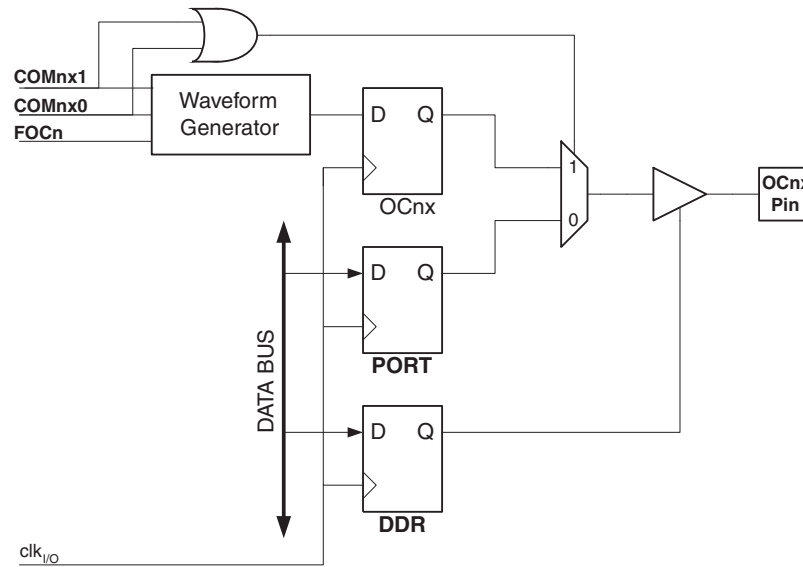 COMnx1
COMnx0
FOCn
Waveform
Generator
D Q
OCnx
1
0
OCnx
Pin
D Q
PORT
DATA BUS
D Q
DDR
clkI/O